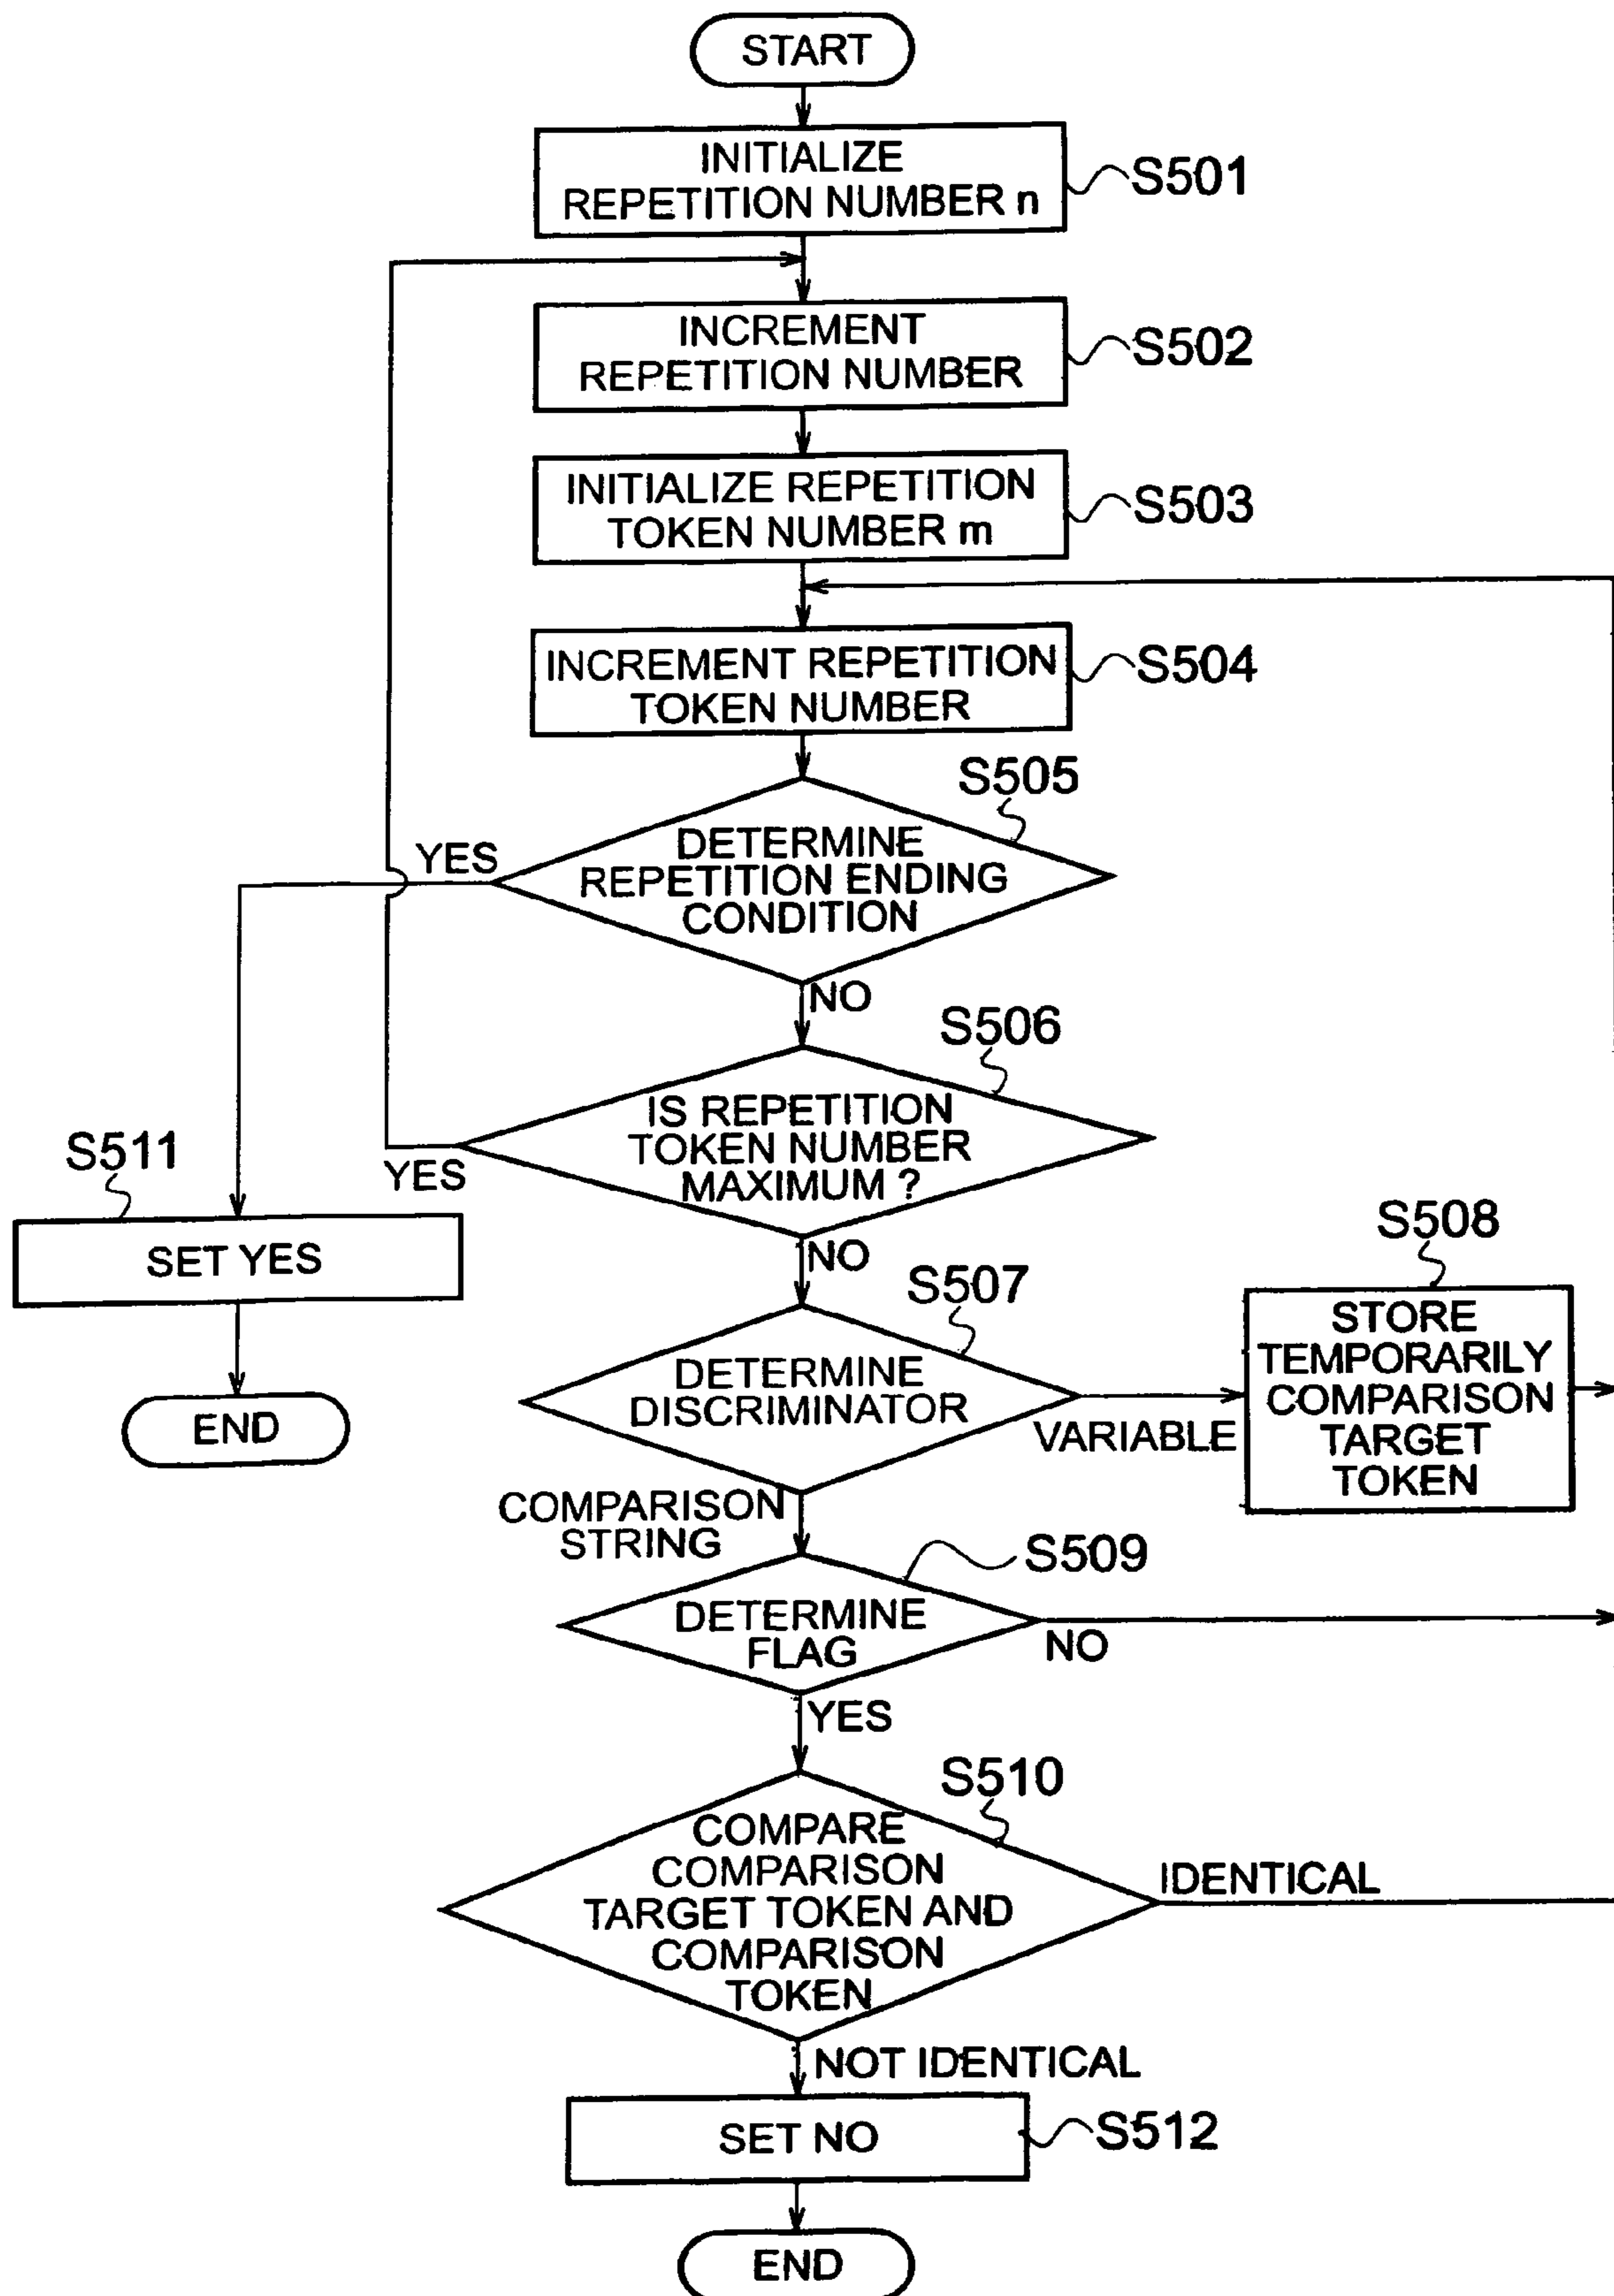 START
INITIALIZE
REPETITION NUMBER n
S501
INCREMENT
REPETITION NUMBER
S502
INITIALIZE REPETITION
TOKEN NUMBER m
S503
INCREMENT REPETITION
TOKEN NUMBER
S504
S505
DETERMINE
REPETITION ENDING
CONDITION
YES
NO
S506
IS REPETITION
TOKEN NUMBER
MAXIMUM ?
YES
NO
S511
SET YES
END
S507
DETERMINE
DISCRIMINATOR
VARIABLE
S508
STORE
TEMPORARILY
COMPARISON
TARGET
TOKEN
COMPARISON
STRING
S509
DETERMINE
FLAG
NO
YES
S510
COMPARE
COMPARISON
TARGET TOKEN AND
COMPARISON
TOKEN
IDENTICAL
NOT IDENTICAL
SET NO
S512
END